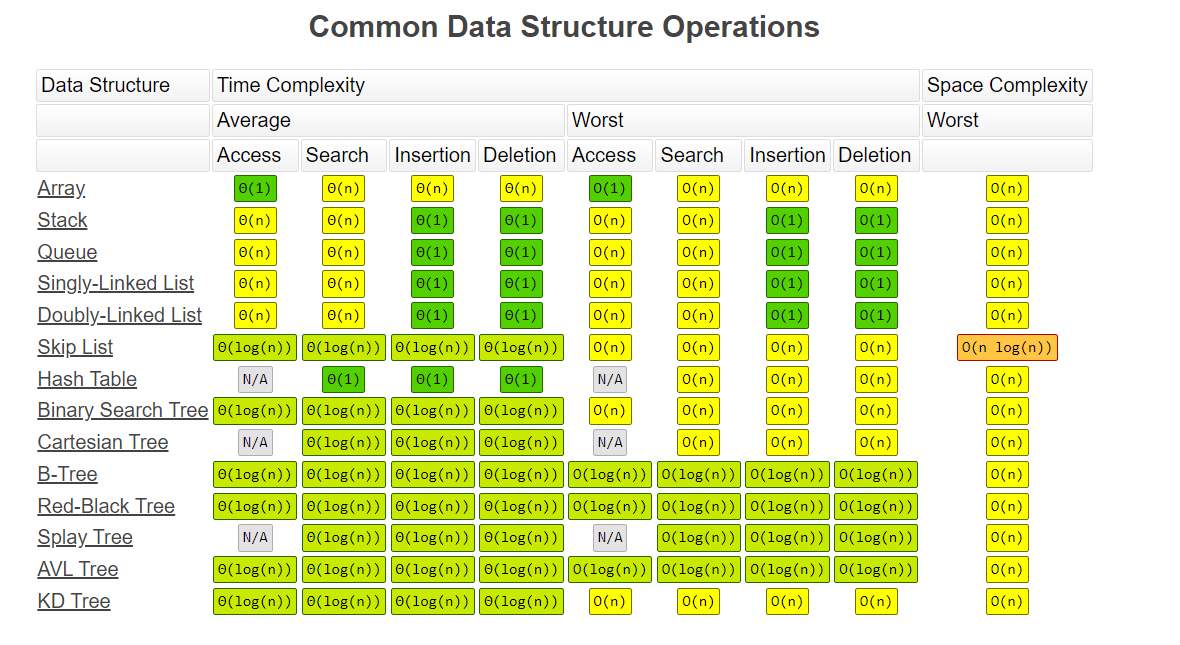 Common Data Structure Operations
Data Structure Time Complexity Space Complexity
Average Worst Worst
Access Search Insertion Deletion Access Search Insertion Deletion
Array Θ(1) Θ(n) Θ(n) Θ(n) O(1) O(n) O(n) O(n) O(n)
Stack Θ(n) Θ(n) Θ(1) Θ(1) O(n) O(n) O(1) O(1) O(n)
Queue Θ(n) Θ(n) Θ(1) Θ(1) O(n) O(n) O(1) O(1) O(n)
Singly-Linked List Θ(n) Θ(n) Θ(1) Θ(1) O(n) O(n) O(1) O(1) O(n)
Doubly-Linked List Θ(n) Θ(n) Θ(1) Θ(1) O(n) O(n) O(1) O(1) O(n)
Skip List Θ(log(n)) Θ(log(n)) Θ(log(n)) Θ(log(n)) O(n) O(n) O(n) O(n) O(n log(n))
Hash Table N/A Θ(1) Θ(1) Θ(1) N/A O(n) O(n) O(n) O(n)
Binary Search Tree Θ(log(n)) Θ(log(n)) Θ(log(n)) Θ(log(n)) O(n) O(n) O(n) O(n) O(n)
Cartesian Tree N/A Θ(log(n)) Θ(log(n)) Θ(log(n)) N/A O(n) O(n) O(n) O(n)
B-Tree Θ(log(n)) Θ(log(n)) Θ(log(n)) Θ(log(n)) O(log(n)) O(log(n)) O(log(n)) O(log(n)) O(n)
Red-Black Tree Θ(log(n)) Θ(log(n)) Θ(log(n)) Θ(log(n)) O(log(n)) O(log(n)) O(log(n)) O(log(n)) O(n)
Splay Tree N/A Θ(log(n)) Θ(log(n)) Θ(log(n)) N/A O(log(n)) O(log(n)) O(log(n)) O(n)
AVL Tree Θ(log(n)) Θ(log(n)) Θ(log(n)) Θ(log(n)) O(log(n)) O(log(n)) O(log(n)) O(log(n)) O(n)
KD Tree Θ(log(n)) Θ(log(n)) Θ(log(n)) Θ(log(n)) O(n) O(n) O(n) O(n) O(n)